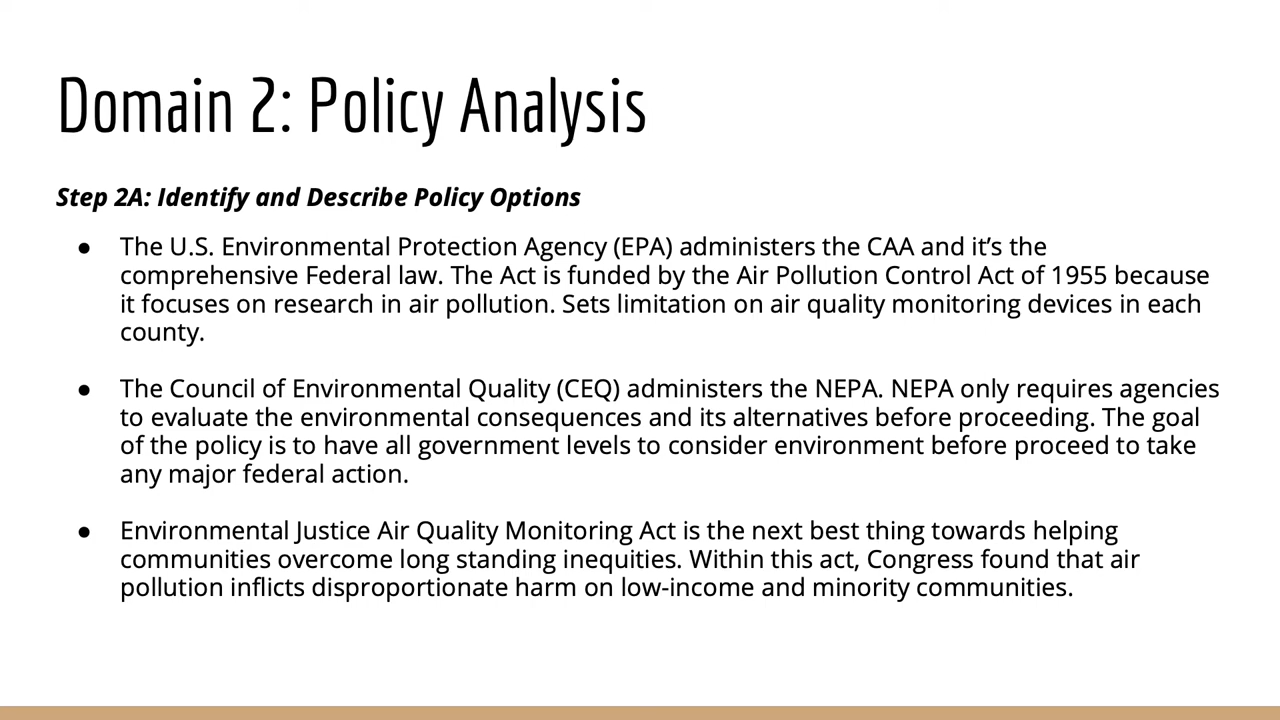 Domain 2: Policy Analysis
Step 2A: Identify and Describe Policy Options
● The U.S. Environmental Protection Agency (EPA) administers the CAA and it’s the
comprehensive Federal law. The Act is funded by the Air Pollution Control Act of 1955 because
it focuses on research in air pollution. Sets limitation on air quality monitoring devices in each
county.
● The Council of Environmental Quality (CEQ) administers the NEPA. NEPA only requires agencies
to evaluate the environmental consequences and its alternatives before proceeding. The goal
of the policy is to have all government levels to consider environment before proceed to take
any major federal action.
● Environmental Justice Air Quality Monitoring Act is the next best thing towards helping
communities overcome long standing inequities. Within this act, Congress found that air
pollution inflicts disproportionate harm on low-income and minority communities.